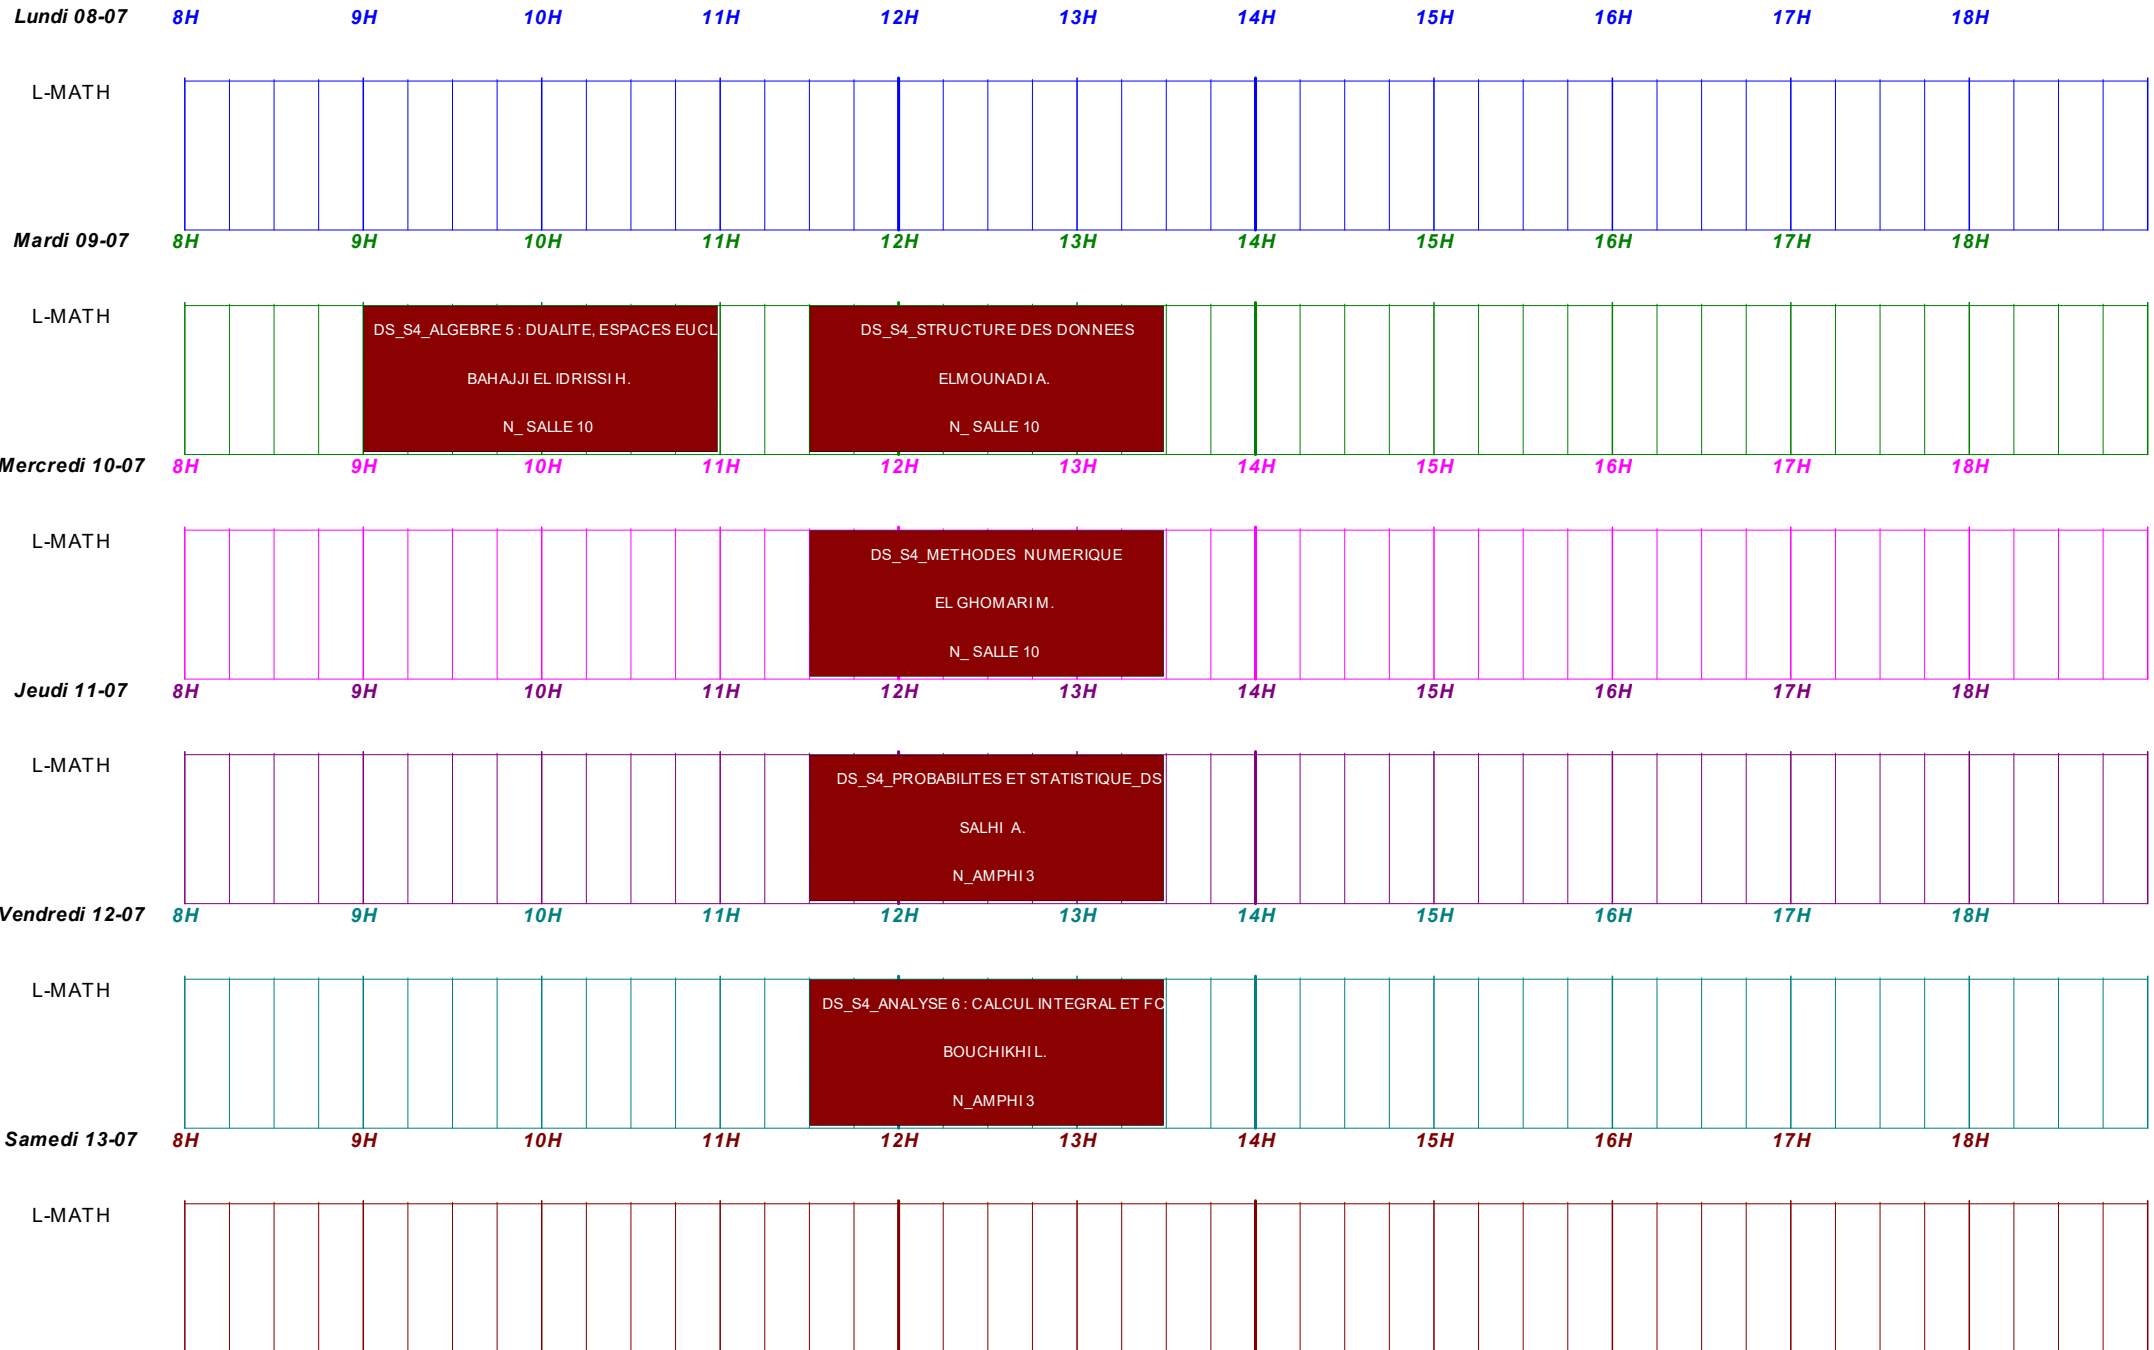 Lundi 08-07 8H 9H 10H 11H 12H 13H 14H 15H 16H 17H 18H
L-MATH
Mardi 09-07 8H 9H 10H 11H 12H 13H 14H 15H 16H 17H 18H
L-MATH
DS_S4_ALGEBRE 5 : DUALITE, ESPACES EUCL
BAHAJJI EL IDRISSI H.
N_ SALLE 10
DS_S4_STRUCTURE DES DONNEES
ELMOUNADI A.
N_ SALLE 10
Mercredi 10-07 8H 9H 10H 11H 12H 13H 14H 15H 16H 17H 18H
L-MATH
DS_S4_METHODES NUMERIQUE
EL GHOMARI M.
N_ SALLE 10
Jeudi 11-07 8H 9H 10H 11H 12H 13H 14H 15H 16H 17H 18H
L-MATH
DS_S4_PROBABILITES ET STATISTIQUE_DS
SALHI A.
N_AMPHI 3
Vendredi 12-07 8H 9H 10H 11H 12H 13H 14H 15H 16H 17H 18H
L-MATH
DS_S4_ANALYSE 6 : CALCUL INTEGRAL ET FO
BOUCHIKHI L.
N_AMPHI 3
Samedi 13-07 8H 9H 10H 11H 12H 13H 14H 15H 16H 17H 18H
L-MATH